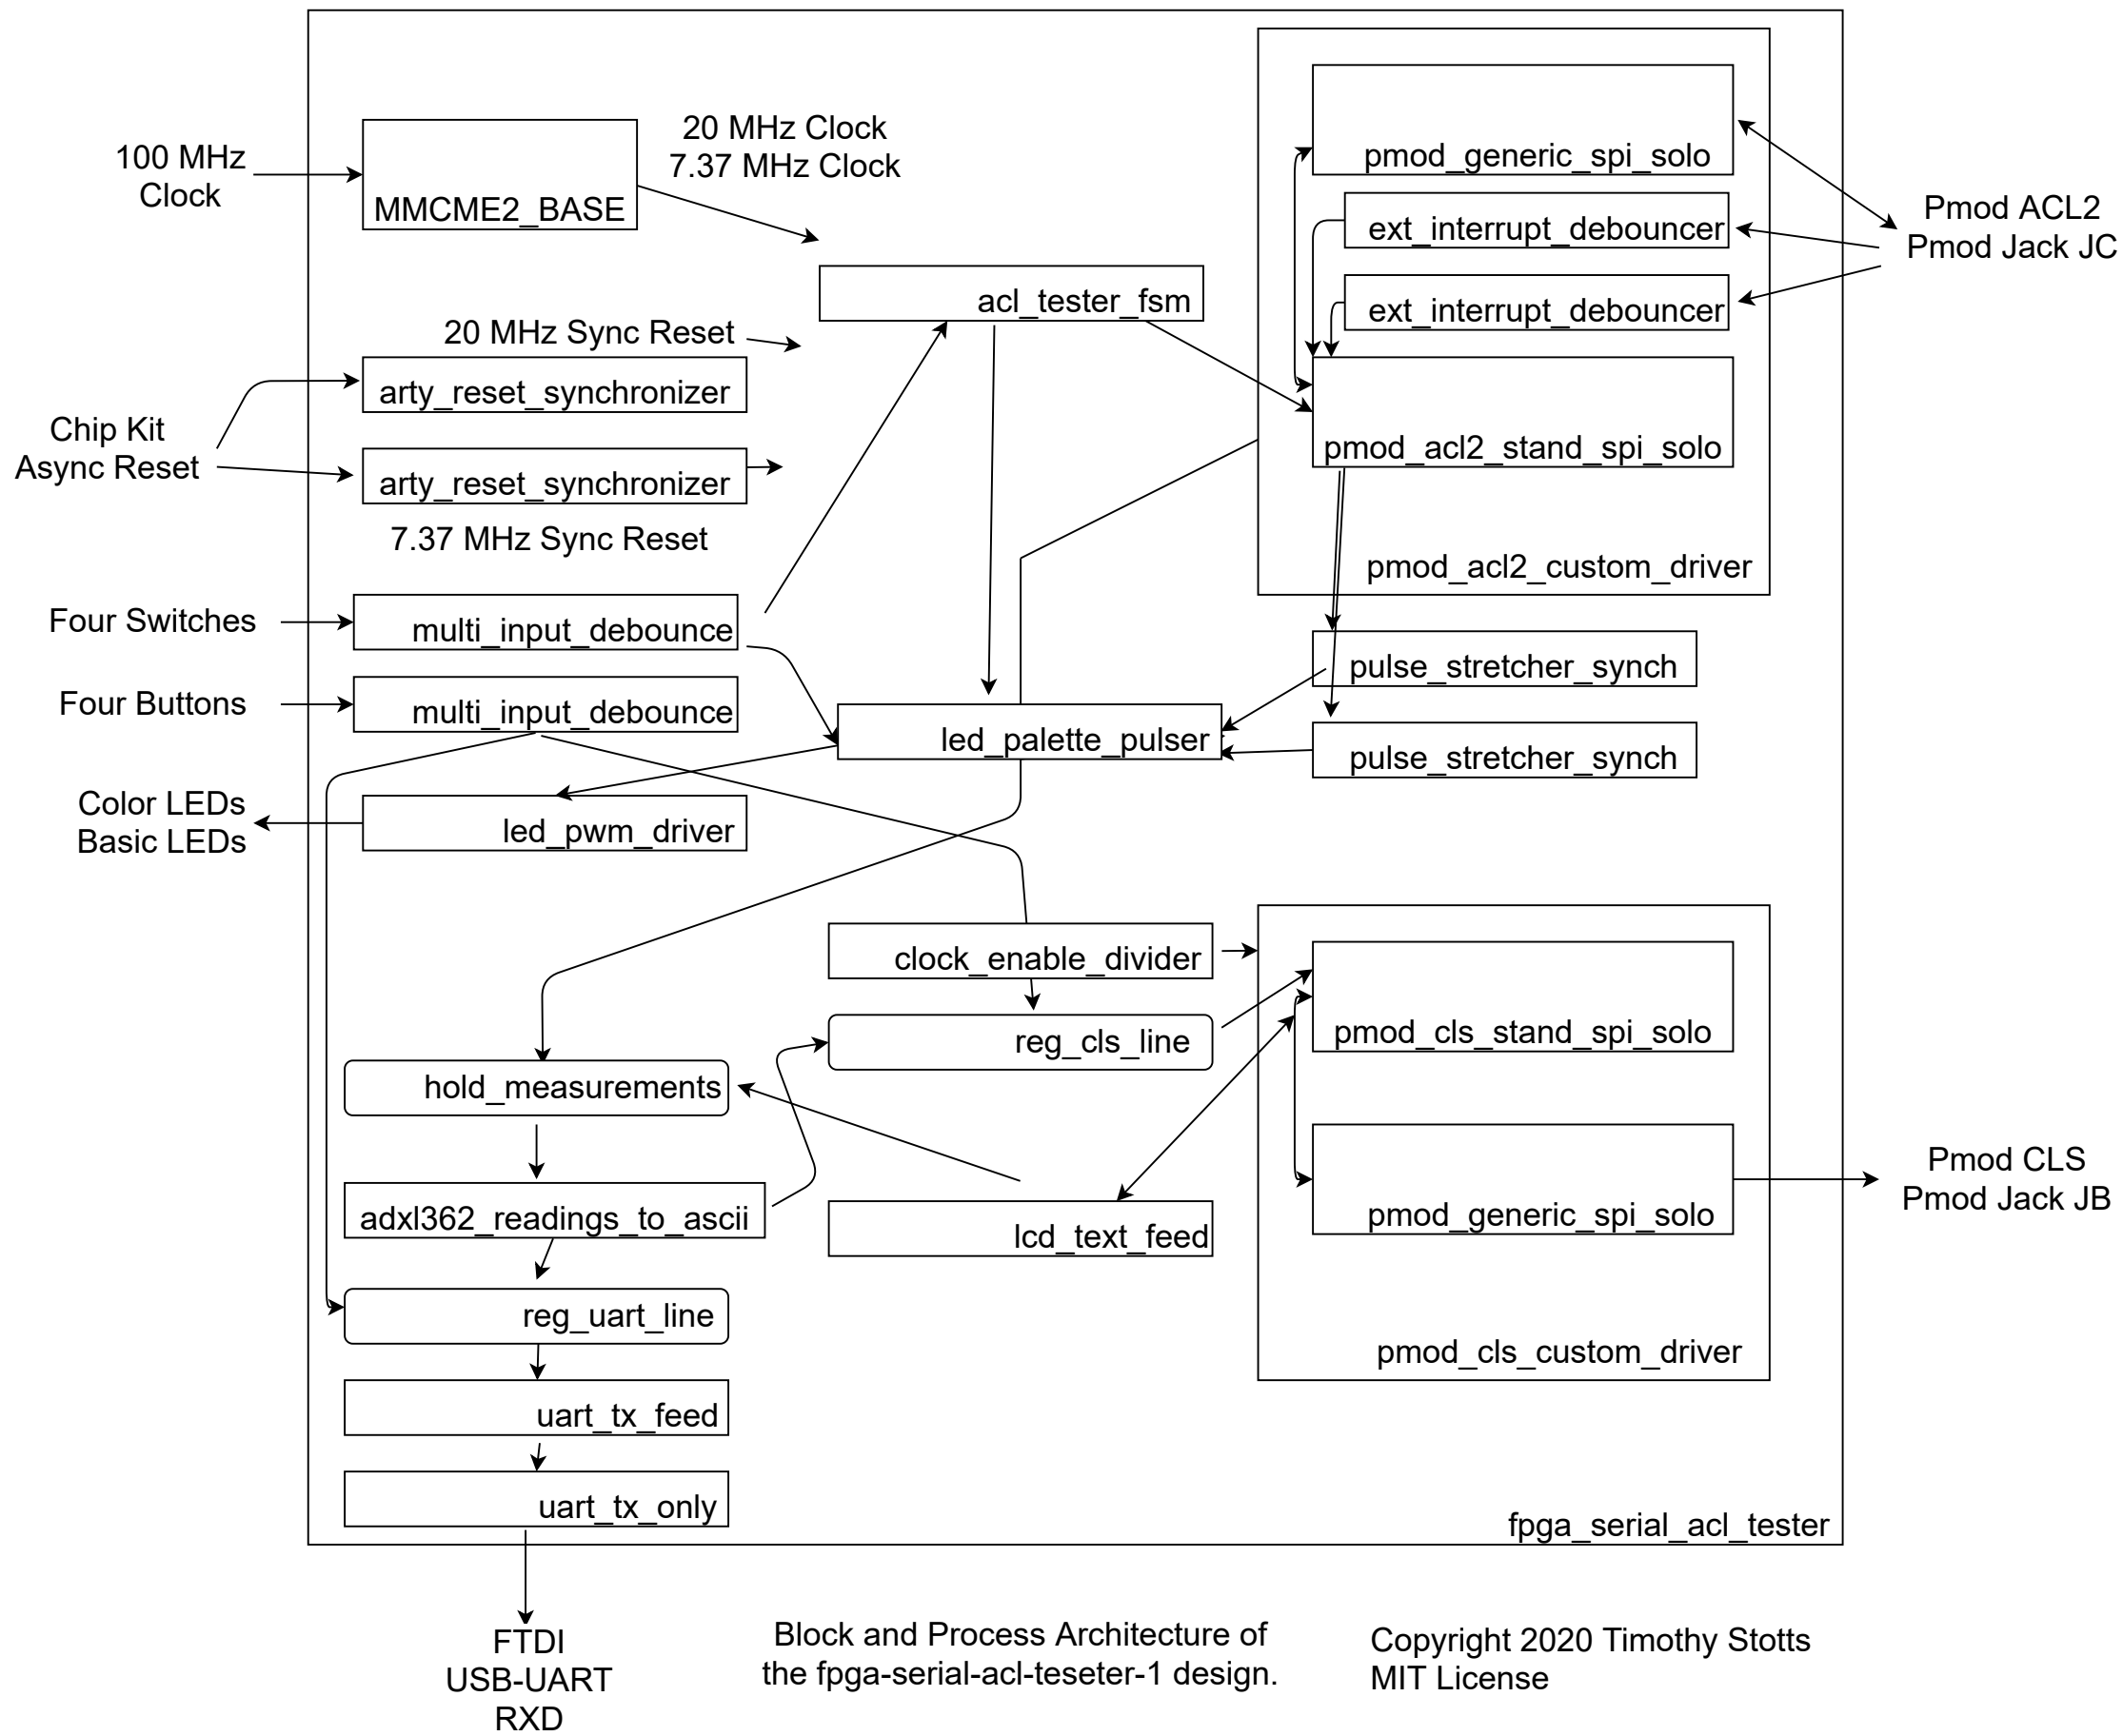 100 MHz
Clock
MMCME2_BASE
20 MHz Clock
7.37 MHz Clock
pmod_generic_spi_solo
ext_interrupt_debouncer
ext_interrupt_debouncer
Pmod ACL2
Pmod Jack JC
acl_tester_fsm
20 MHz Sync Reset
arty_reset_synchronizer
Chip Kit
Async Reset
arty_reset_synchronizer
7.37 MHz Sync Reset
pmod_acl2_stand_spi_solo
pmod_acl2_custom_driver
Four Switches
multi_input_debounce
Four Buttons
multi_input_debounce
pulse_stretcher_synch
led_palette_pulser
pulse_stretcher_synch
Color LEDs
Basic LEDs
led_pwm_driver
clock_enable_divider
reg_cls_line
pmod_cls_stand_spi_solo
hold_measurements
adxl362_readings_to_ascii
lcd_text_feed
pmod_generic_spi_solo
Pmod CLS
Pmod Jack JB
reg_uart_line
pmod_cls_custom_driver
uart_tx_feed
uart_tx_only
fpga_serial_acl_tester
FTDI
USB-UART
RXD
Block and Process Architecture of
the fpga-serial-acl-teseter-1 design.
Copyright 2020 Timothy Stotts
MIT License